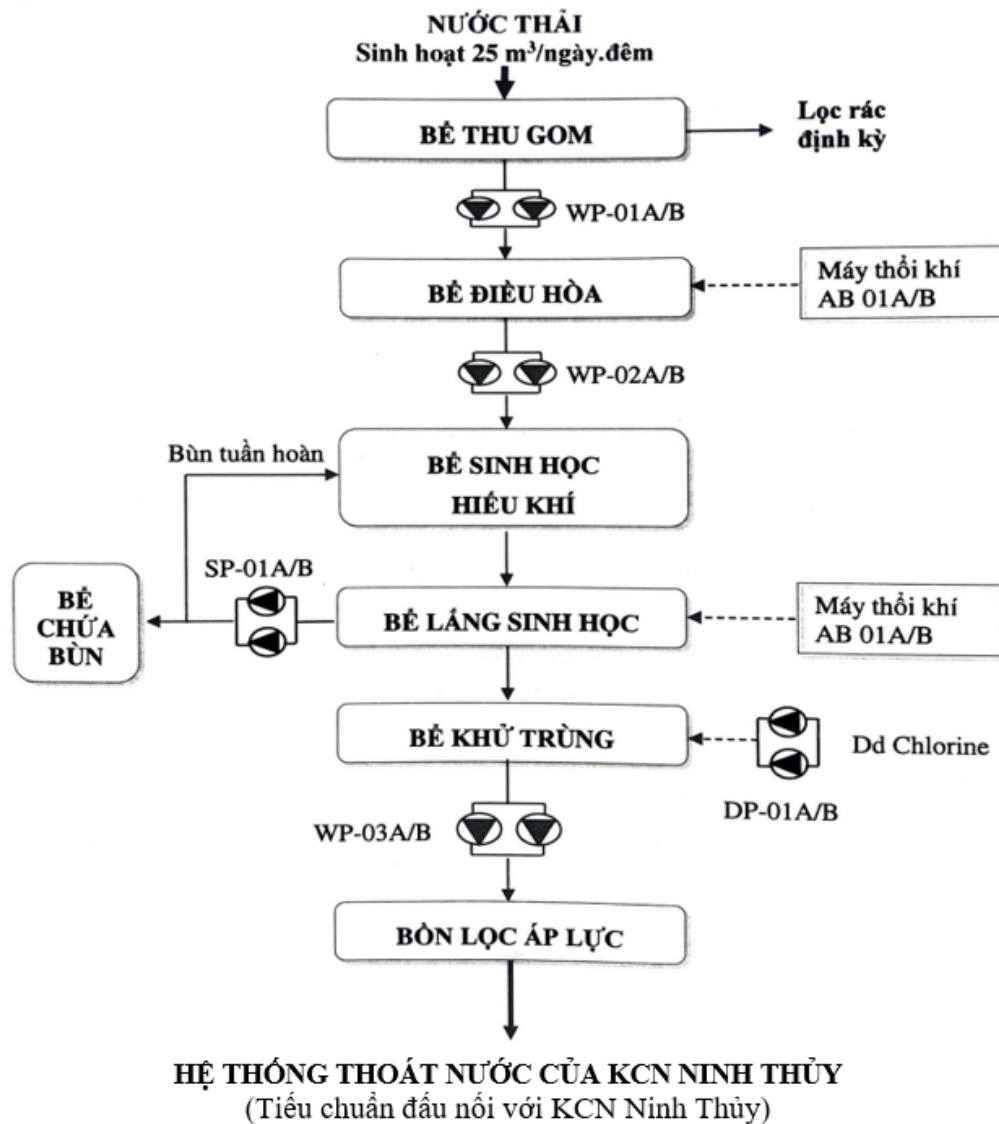 NƯỚC THẢI
Sinh hoạt 25 m³/ngày.đêm
BỂ THU GOM
Lọc rác
định kỳ
WP-01A/B
BỂ ĐIỀU HÒA
Máy thổi khí
AB 01A/B
WP-02A/B
Bùn tuần hoàn
BỂ SINH HỌC
HIẾU KHÍ
SP-01A/B
BỂ
CHỨA
BÙN
BỂ LẮNG SINH HỌC
Máy thổi khí
AB 01A/B
BỂ KHỬ TRÙNG
Dd Chlorine
DP-01A/B
WP-03A/B
BỒN LỌC ÁP LỰC
HỆ THỐNG THOÁT NƯỚC CỦA KCN NINH THỦY
(Tiếu chuẩn đấu nối với KCN Ninh Thủy)